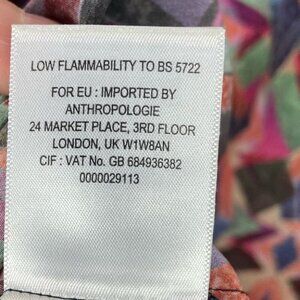 LOW FLAMMABILITY TO BS 5722
FOR EU : IMPORTED BY
ANTHROPOLOGIE
24 MARKET PLACE, 3RD FLOOR
LONDON, UK W1W8AN
CIF : VAT No. GB 684936382
0000029113